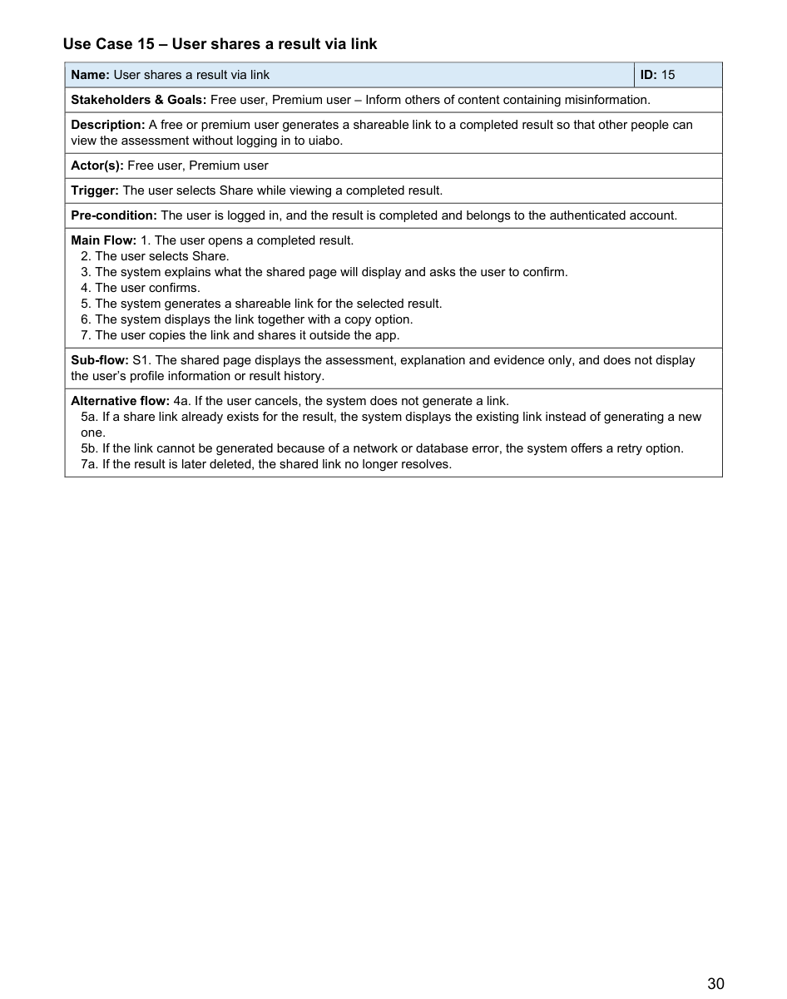 Use Case 15 – User shares a result via link
Name: User shares a result via link
ID: 15
Stakeholders & Goals: Free user, Premium user – Inform others of content containing misinformation.
Description: A free or premium user generates a shareable link to a completed result so that other people can
view the assessment without logging in to uiabo.
Actor(s): Free user, Premium user
Trigger: The user selects Share while viewing a completed result.
Pre-condition: The user is logged in, and the result is completed and belongs to the authenticated account.
Main Flow: 1. The user opens a completed result.
2. The user selects Share.
3. The system explains what the shared page will display and asks the user to confirm.
4. The user confirms.
5. The system generates a shareable link for the selected result.
6. The system displays the link together with a copy option.
7. The user copies the link and shares it outside the app.
Sub-flow: S1. The shared page displays the assessment, explanation and evidence only, and does not display
the user’s profile information or result history.
Alternative flow: 4a. If the user cancels, the system does not generate a link.
5a. If a share link already exists for the result, the system displays the existing link instead of generating a new
one.
5b. If the link cannot be generated because of a network or database error, the system offers a retry option.
7a. If the result is later deleted, the shared link no longer resolves.
30